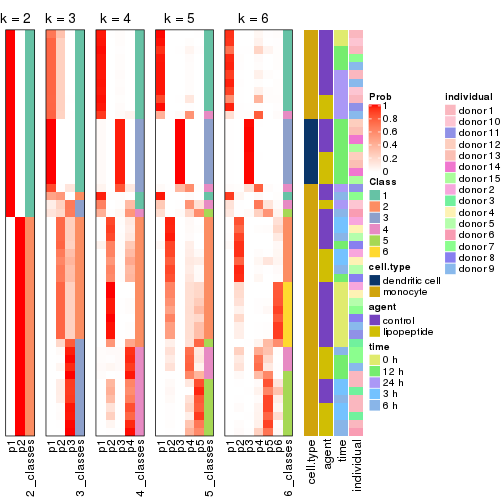 k = 2
k = 3
k = 4
k = 5
k = 6
p1
p2
2_classes
p1
p2
p3
3_classes
p1
p2
p3
p4
4_classes
p1
p2
p3
p4
p5
5_classes
p1
p2
p3
p4
p5
p6
6_classes
cell.type
agent
time
individual
Prob
1
0.8
0.6
0.4
0.2
0
Class
1
2
3
4
5
6
cell.type
dendritic cell
monocyte
agent
control
lipopeptide
time
0 h
12 h
24 h
3 h
6 h
individual
donor 1
donor 10
donor 11
donor 12
donor 13
donor 14
donor 15
donor 2
donor 3
donor 4
donor 5
donor 6
donor 7
donor 8
donor 9